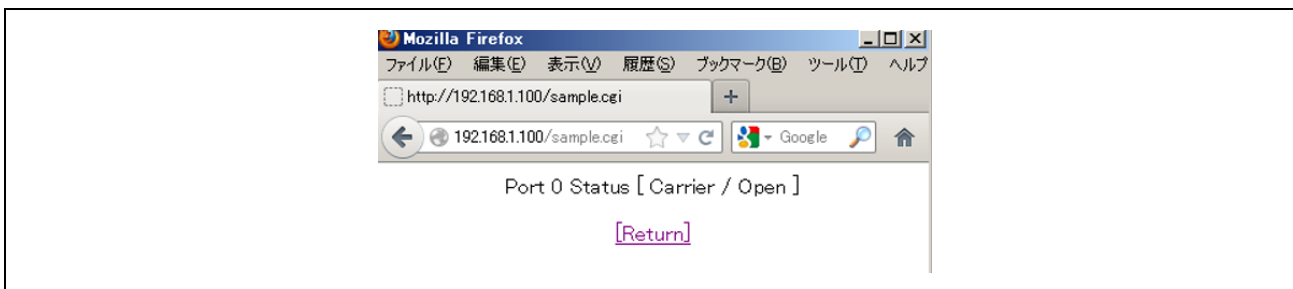 Mozilla Firefox
ファイル(F) 編集(E) 表示(V) 履歴(S) ブックマーク(B) ツール(T) ヘルプ
http://192.168.1.100/sample.cgi +
192.168.1.100/sample.cgi Google
Port 0 Status [ Carrier / Open ]
[Return]